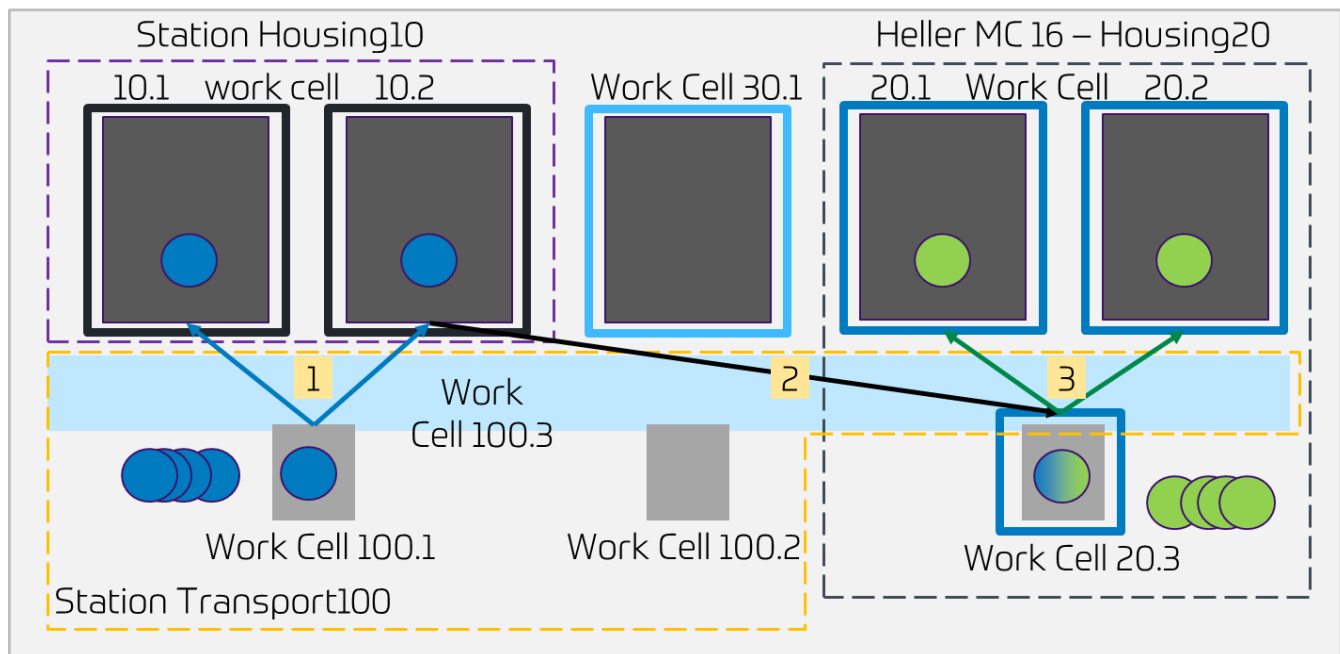 Station Housing10
Heller MC 16 – Housing20
10.1 work cell 10.2
Work Cell 30.1
20.1 Work Cell 20.2
1
2
3
Work
Cell 100.3
Work Cell 100.1
Work Cell 100.2
Work Cell 20.3
Station Transport100